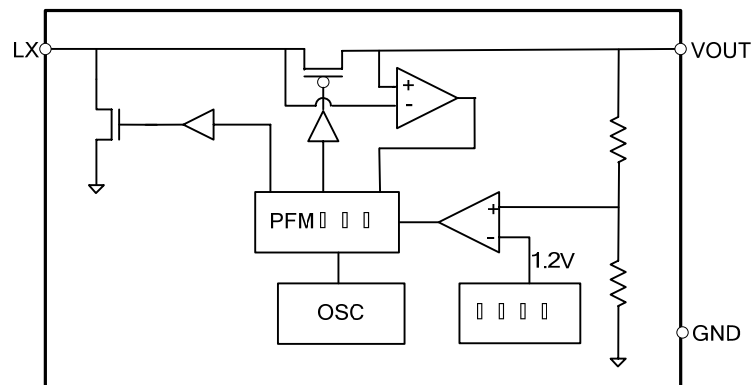 LX
VOUT
+
-
PFM
+
-
1.2V
OSC
GND